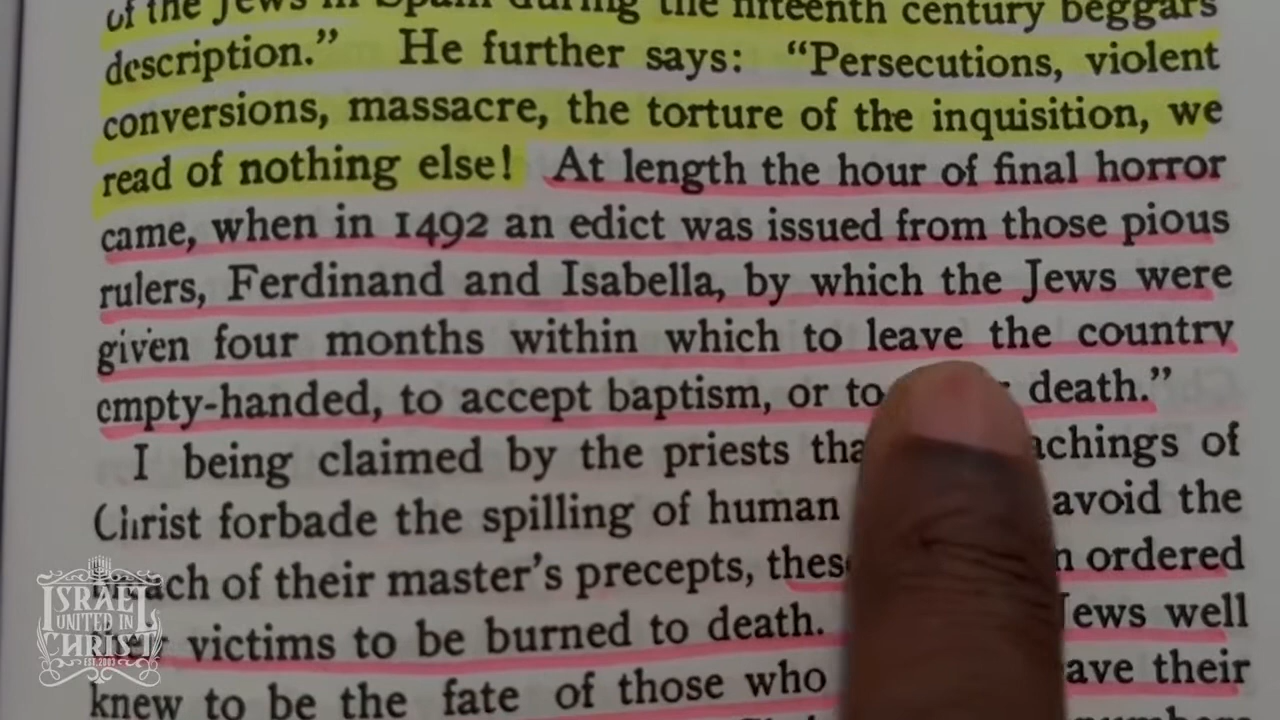 of the Jews in Spain during the fifteenth century beggars
description.” He further says: “Persecutions, violent
conversions, massacre, the torture of the inquisition, we
read of nothing else! At length the hour of final horror
came, when in 1492 an edict was issued from those pious
rulers, Ferdinand and Isabella, by which the Jews were
given four months within which to leave the country
empty-handed, to accept baptism, or to death.”
I being claimed by the priests tha achings of
Christ forbade the spilling of human avoid the
of their master’s precepts, thes n ordered
victims to be burned to death. Jews well
knew to be the fate of those who ave their
ISRAEL
UNITED IN
CHRIST
EST.2003